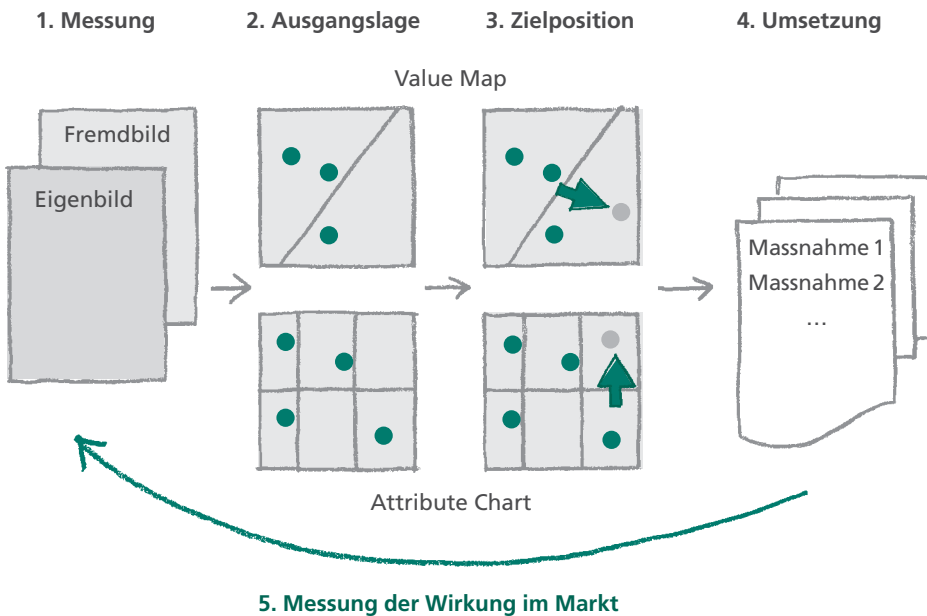 1. Messung
2. Ausgangslage
3. Zielposition
4. Umsetzung
Value Map
Fremdbild
Eigenbild
Massnahme 1
Massnahme 2
...
Attribute Chart
5. Messung der Wirkung im Markt